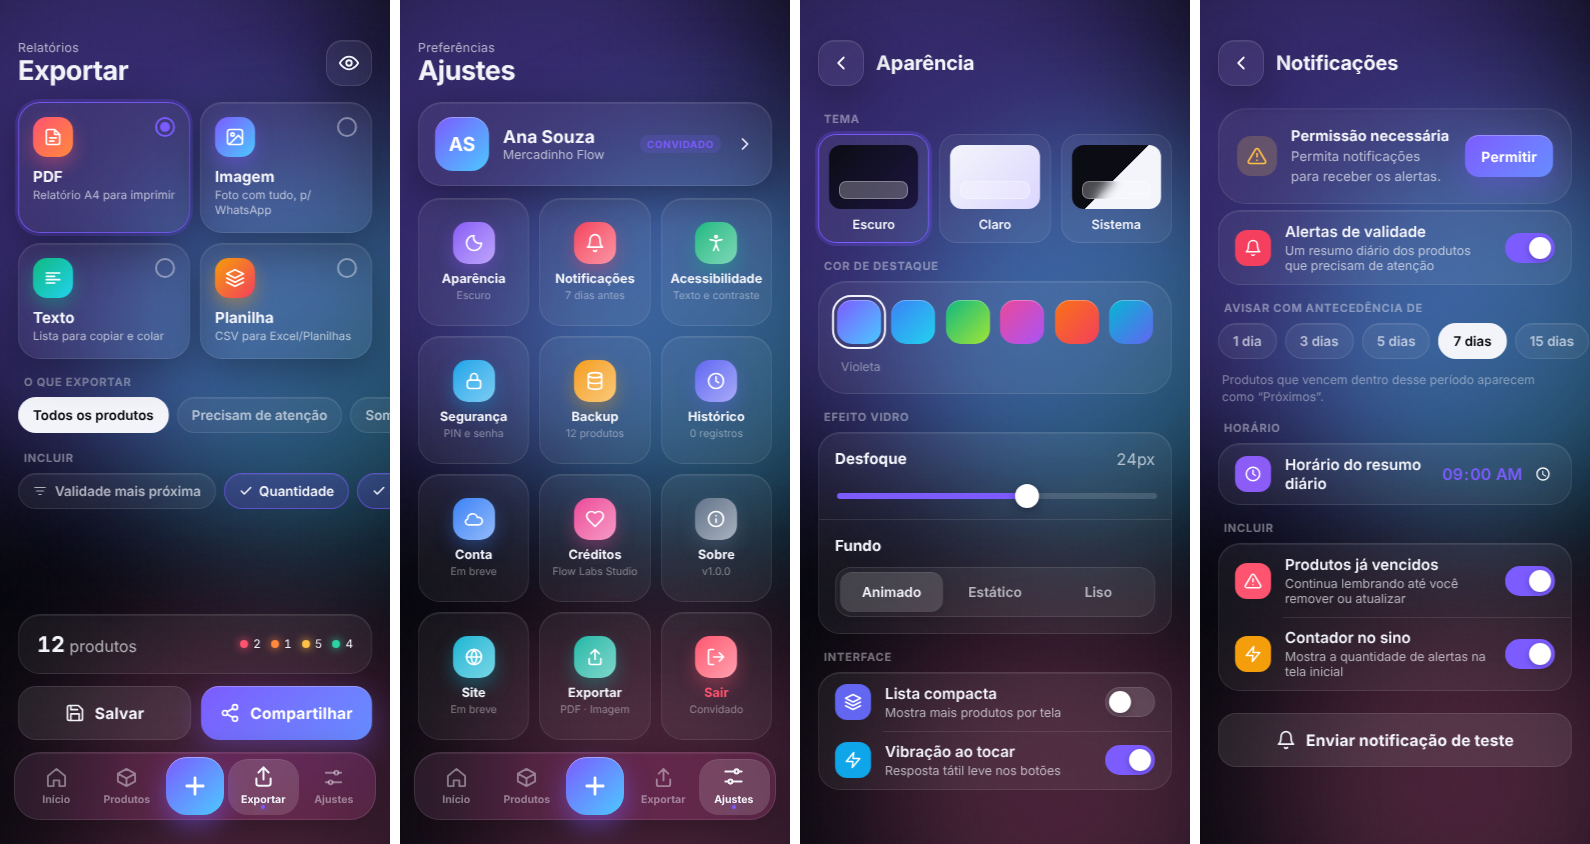 Relatórios
Exportar
PDF
Relatório A4 para imprimir
Imagem
Foto com tudo, p/
WhatsApp
Texto
Lista para copiar e colar
Planilha
CSV para Excel/Planilhas
O QUE EXPORTAR
Todos os produtos
Precisam de atenção
Som
INCLUIR
Validade mais próxima
Quantidade
12 produtos
2 1 5 4
Salvar
Compartilhar
Início
Produtos
Exportar
Ajustes
Preferências
Ajustes
AS
Ana Souza
Mercadinho Flow
CONVIDADO
Aparência
Escuro
Notificações
7 dias antes
Acessibilidade
Texto e contraste
Segurança
PIN e senha
Backup
12 produtos
Histórico
0 registros
Conta
Em breve
Créditos
Flow Labs Studio
Sobre
v1.0.0
Site
Em breve
Exportar
PDF · Imagem
Sair
Convidado
Início
Produtos
Exportar
Ajustes
Aparência
TEMA
Escuro
Claro
Sistema
COR DE DESTAQUE
Violeta
EFEITO VIDRO
Desfoque
24px
Fundo
Animado
Estático
Liso
INTERFACE
Lista compacta
Mostra mais produtos por tela
Vibração ao tocar
Resposta tátil leve nos botões
Notificações
Permissão necessária
Permita notificações
para receber os alertas.
Permitir
Alertas de validade
Um resumo diário dos produtos
que precisam de atenção
AVISAR COM ANTECEDÊNCIA DE
1 dia
3 dias
5 dias
7 dias
15 dias
Produtos que vencem dentro desse período aparecem
como “Próximos”.
HORÁRIO
Horário do resumo
diário
09:00 AM
INCLUIR
Produtos já vencidos
Continua lembrando até você
remover ou atualizar
Contador no sino
Mostra a quantidade de alertas na
tela inicial
Enviar notificação de teste